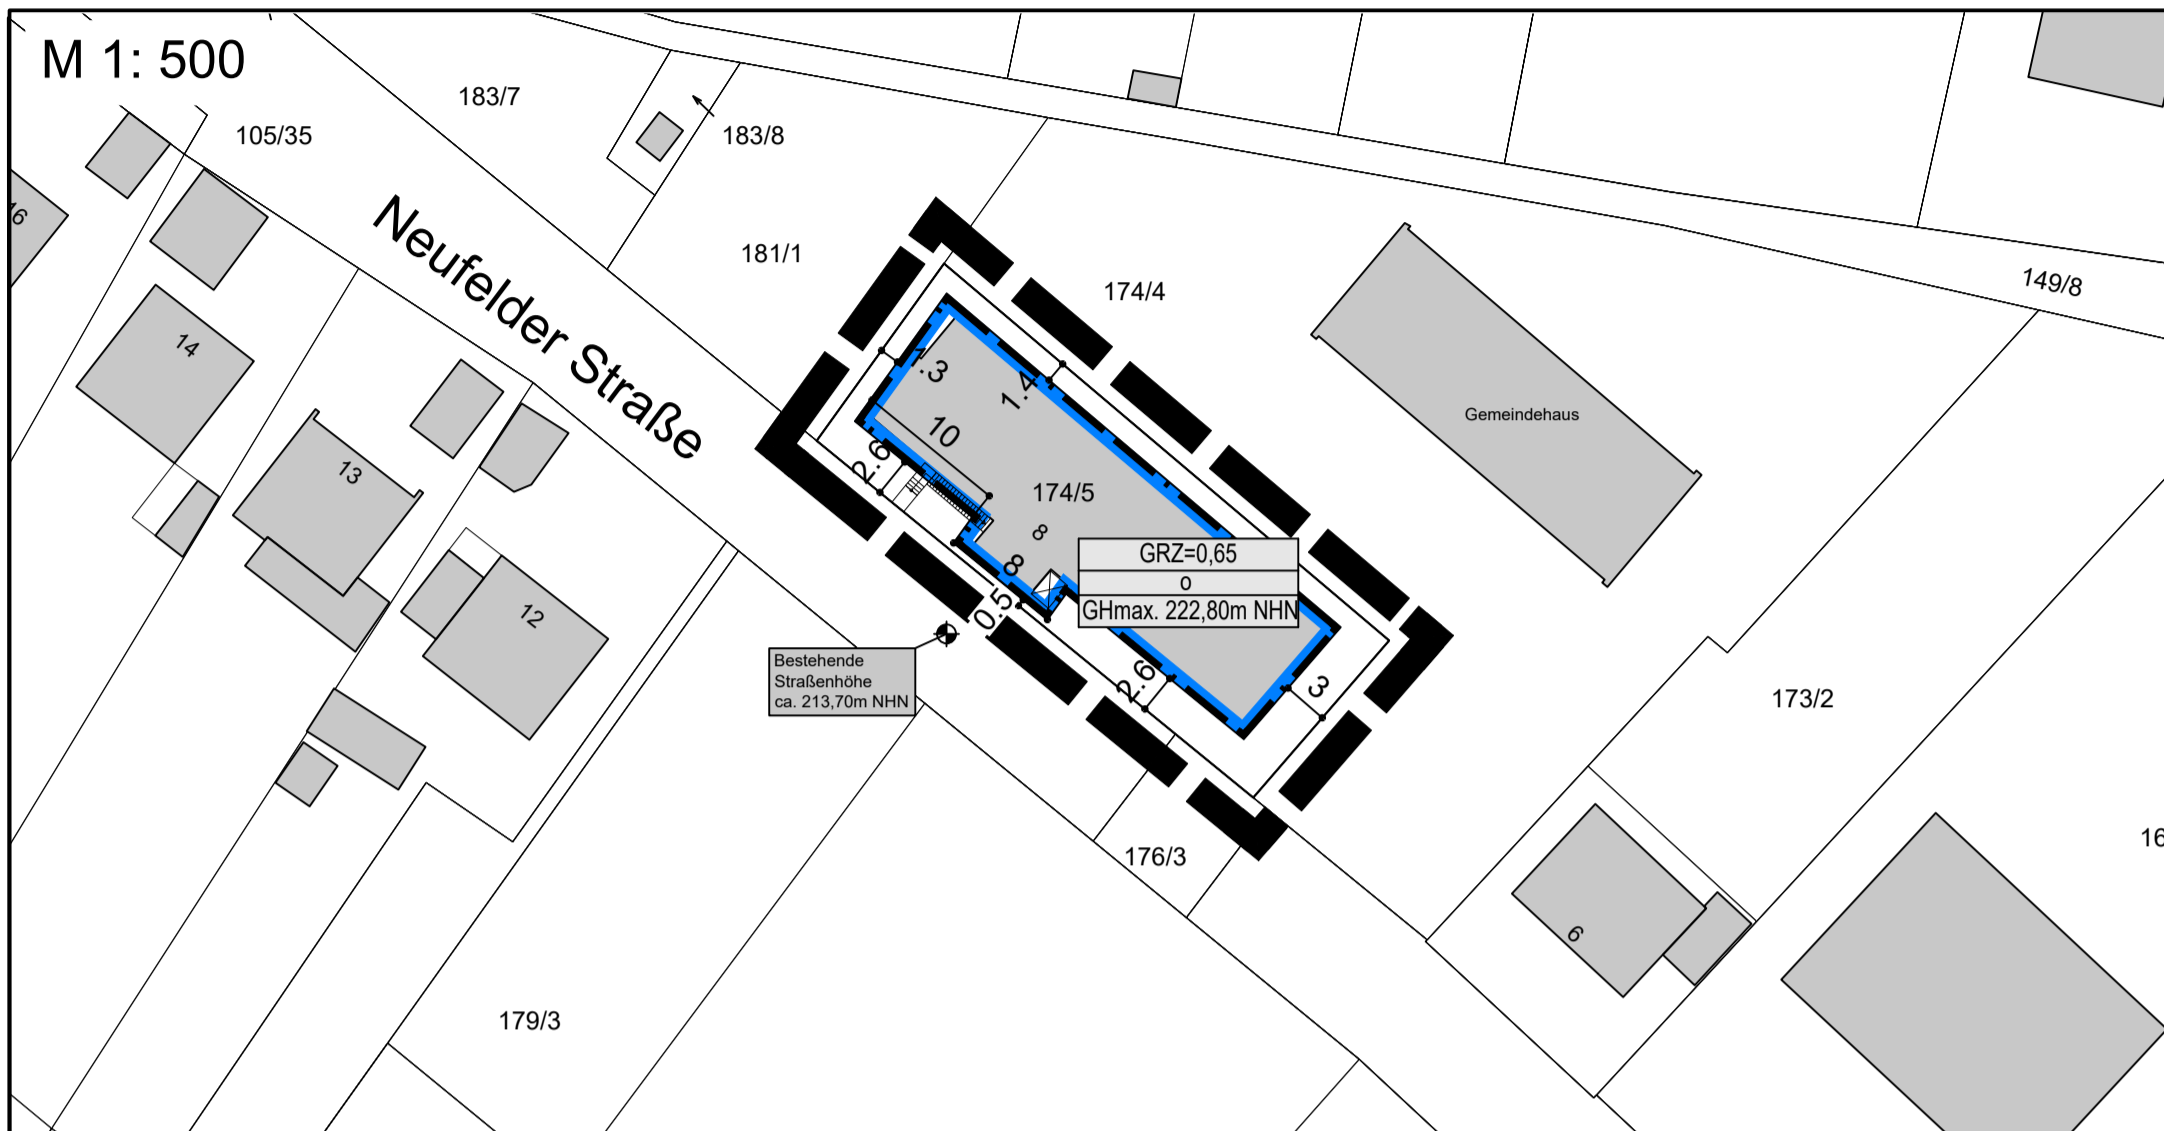 M 1: 500
183/7
105/35
183/8
16
Neufelder Straße
181/1
174/4
149/8
14
Gemeindehaus
.3
1.4
10
13
2.6
174/5
8
GRZ=0,65
8
o
0.5
GHmax. 222,80m NHN
12
Bestehende
Straßenhöhe
ca. 213,70m NHN
2.6
3
173/2
16
176/3
6
179/3